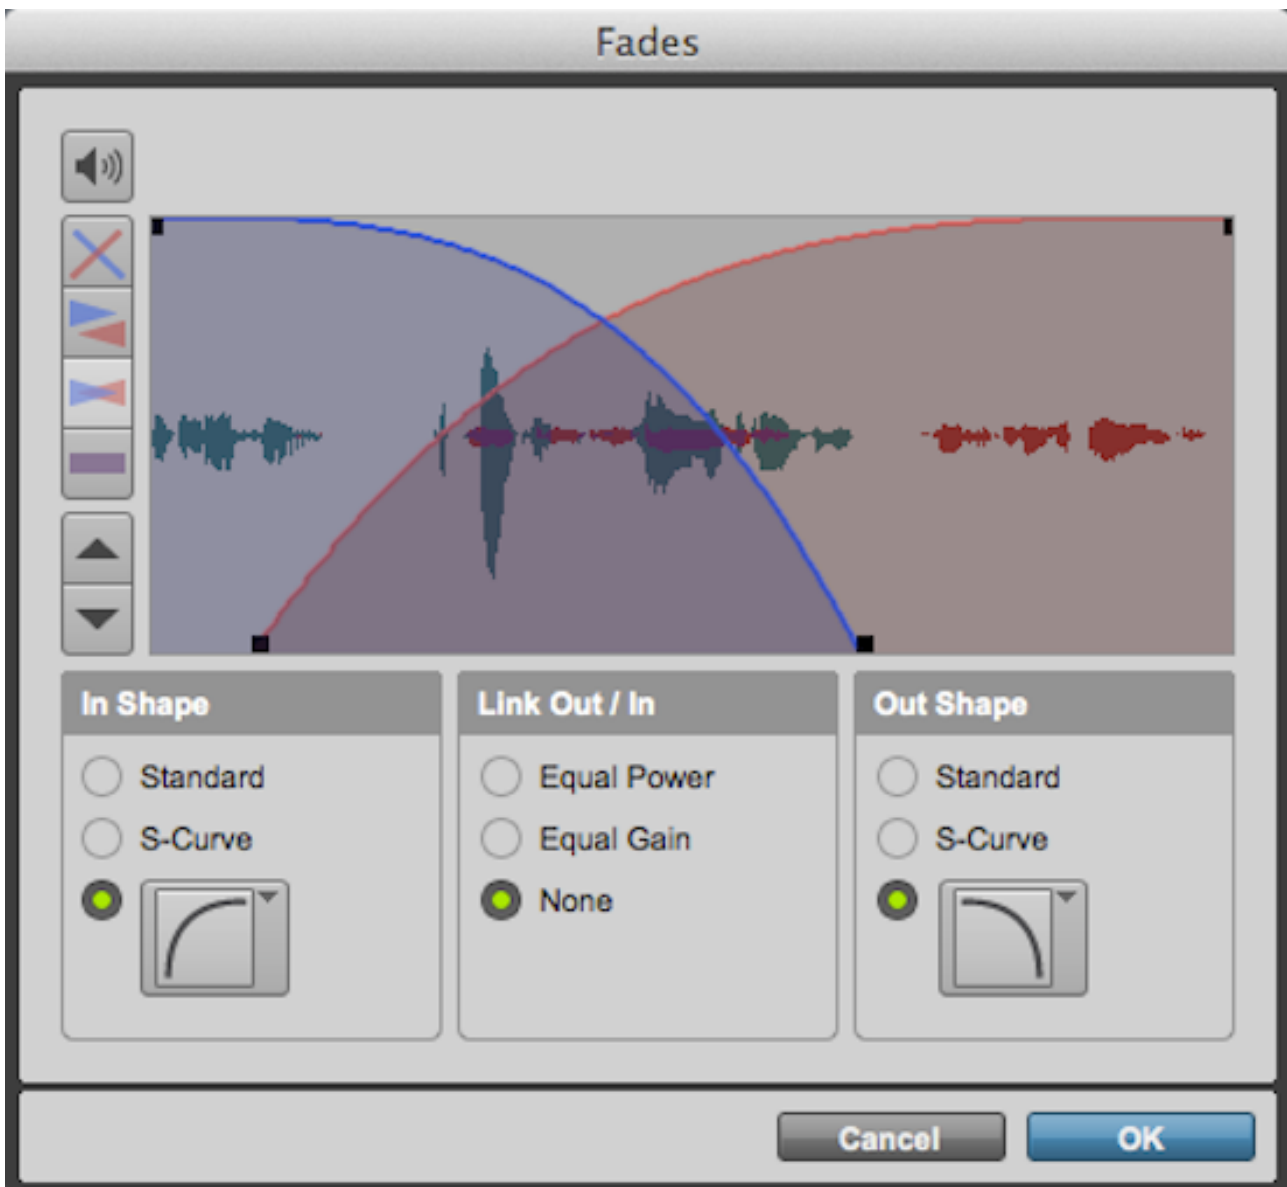 Fades
In Shape
Standard
S-Curve
Link Out / In
Equal Power
Equal Gain
None
Out Shape
Standard
S-Curve
Cancel
OK